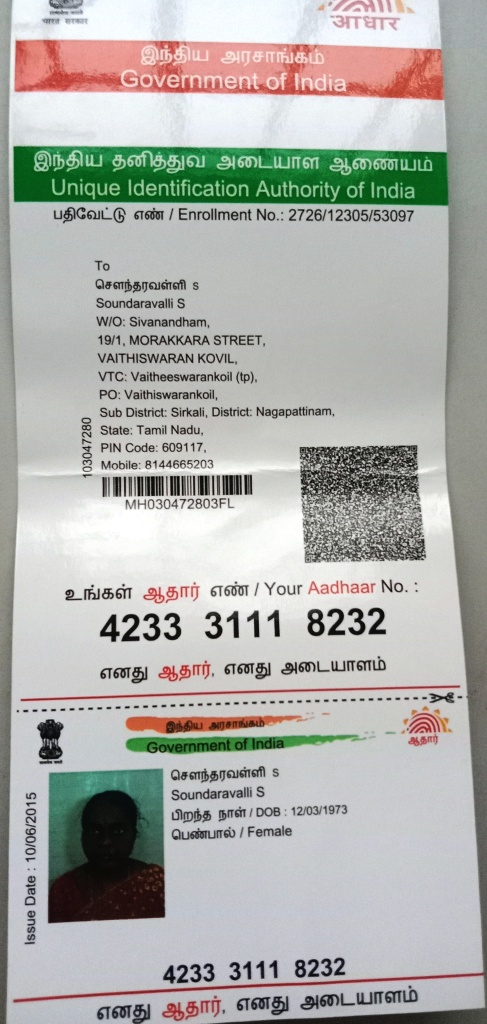 भारत सरकार
आधार
இந்திய அரசாங்கம்
Government of India
இந்திய தனித்துவ அடையாள ஆணையம்
Unique Identification Authority of India
பதிவேட்டு எண் / Enrollment No.: 2726/12305/53097
To
சௌந்தரவள்ளி s
Soundaravalli S
W/O: Sivanandham,
19/1, MORAKKARA STREET,
VAITHISWARAN KOVIL,
VTC: Vaitheeswarankoil (tp),
PO: Vaithiswarankoil,
Sub District: Sirkali, District: Nagapattinam,
State: Tamil Nadu,
PIN Code: 609117,
Mobile: 8144665203
103047280
MH030472803FL
உங்கள் ஆதார் எண் / Your Aadhaar No. :
4233 3111 8232
எனது ஆதார், எனது அடையாளம்
இந்திய அரசாங்கம்
Government of India
ஆதார்
சௌந்தரவள்ளி s
Soundaravalli S
பிறந்த நாள் / DOB : 12/03/1973
பெண்பால் / Female
Issue Date : 10/06/2015
4233 3111 8232
எனது ஆதார், எனது அடையாளம்